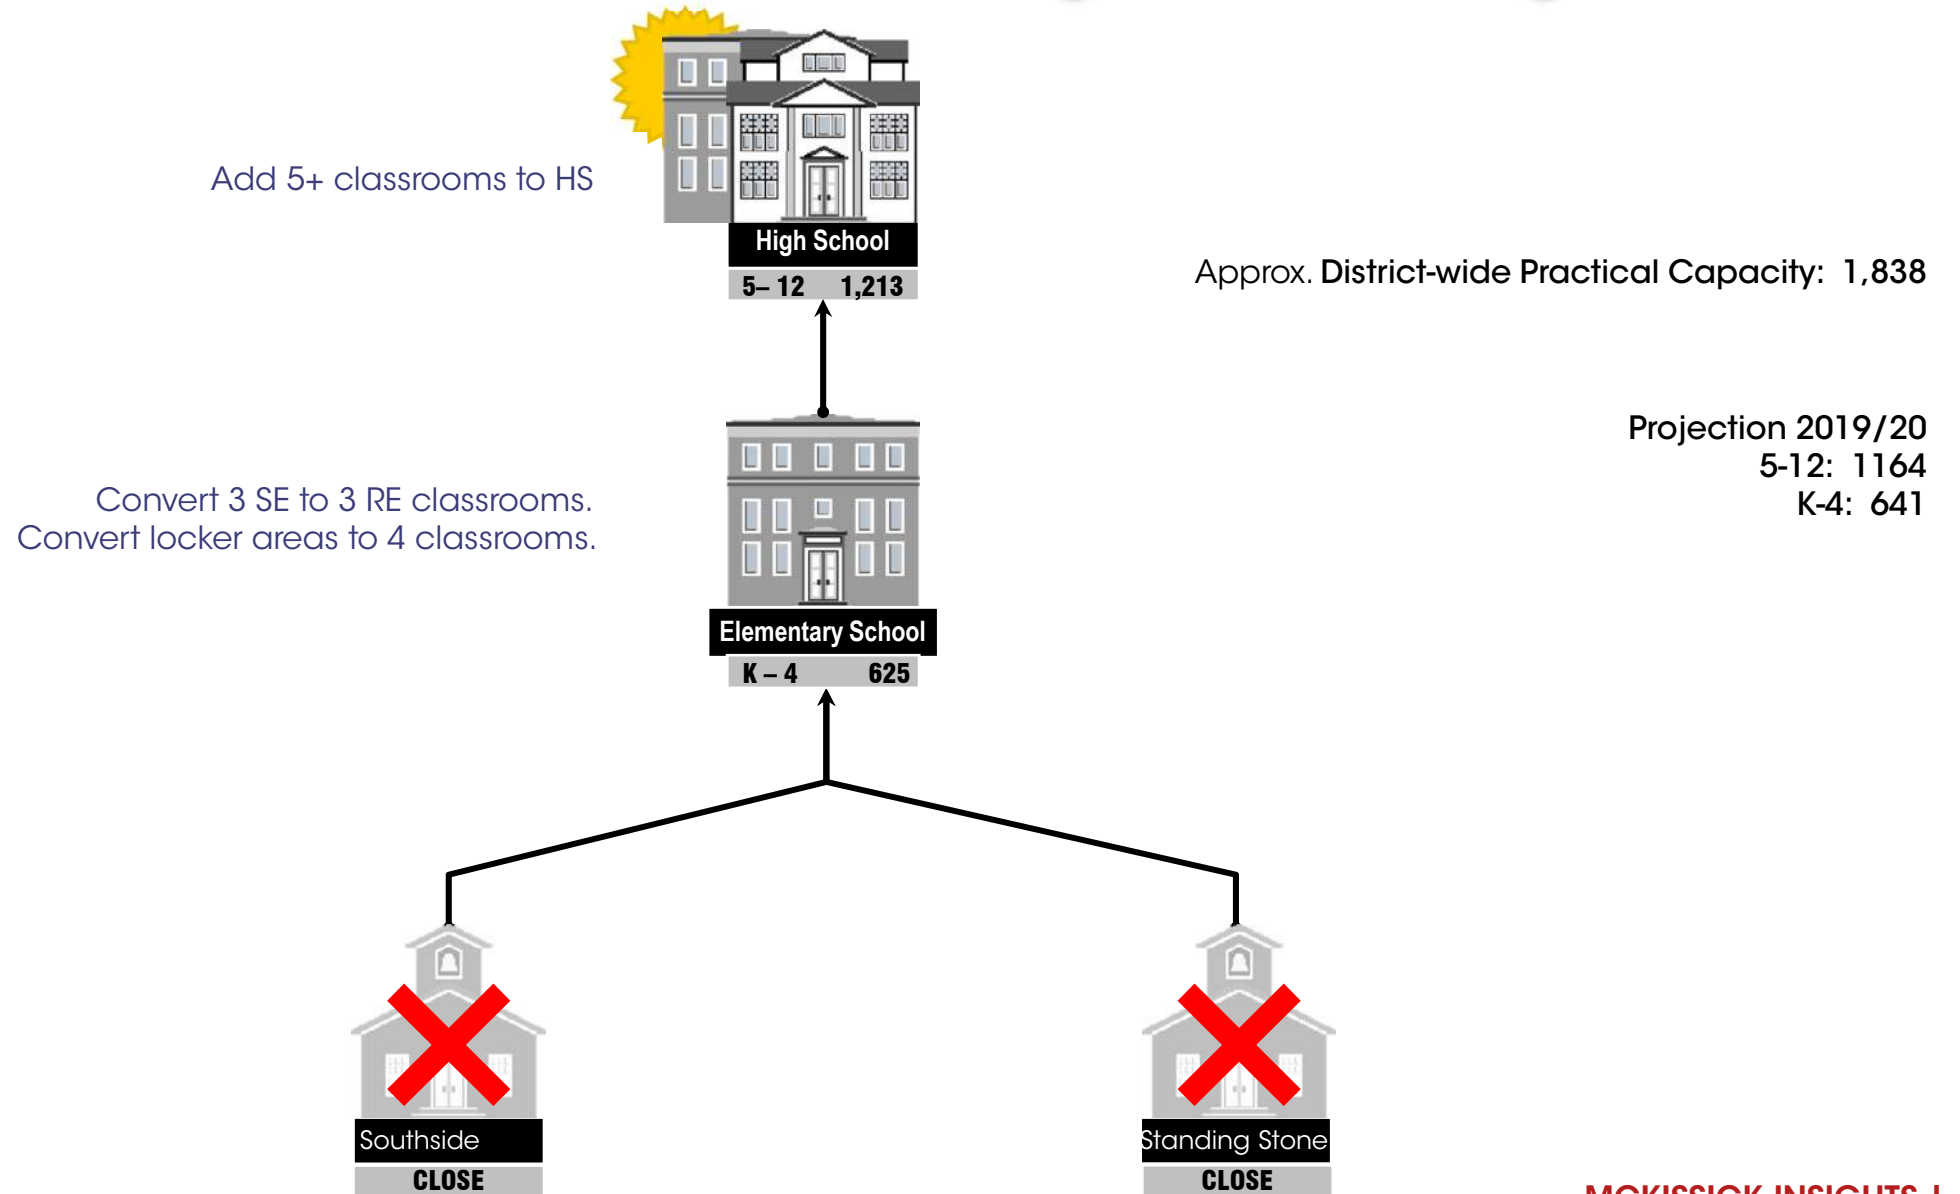 Add 5+ classrooms to HS
High School
5– 12 1,213
Approx. District-wide Practical Capacity: 1,838
Projection 2019/20
5-12: 1164
K-4: 641
Convert 3 SE to 3 RE classrooms.
Convert locker areas to 4 classrooms.
Elementary School
K – 4 625
Southside
CLOSE
Standing Stone
CLOSE
MCKISSICK INSIGHTS